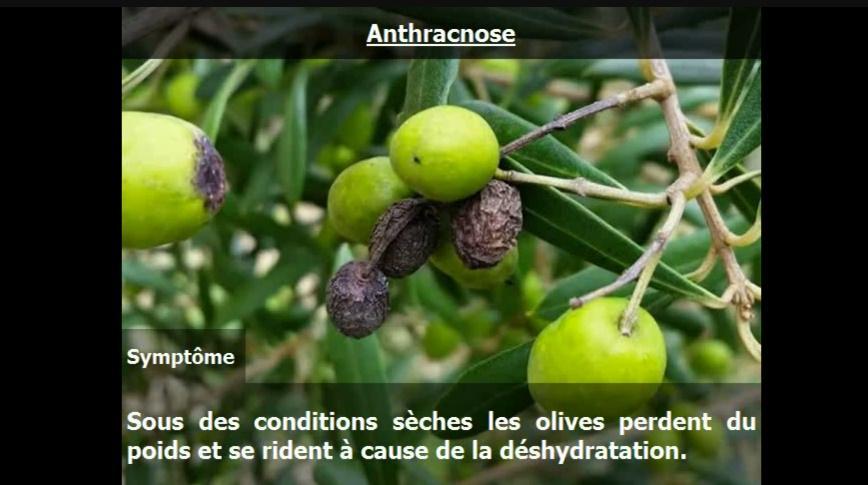 Anthracnose
Symptôme
Sous des conditions sèches les olives perdent du
poids et se rident à cause de la déshydratation.